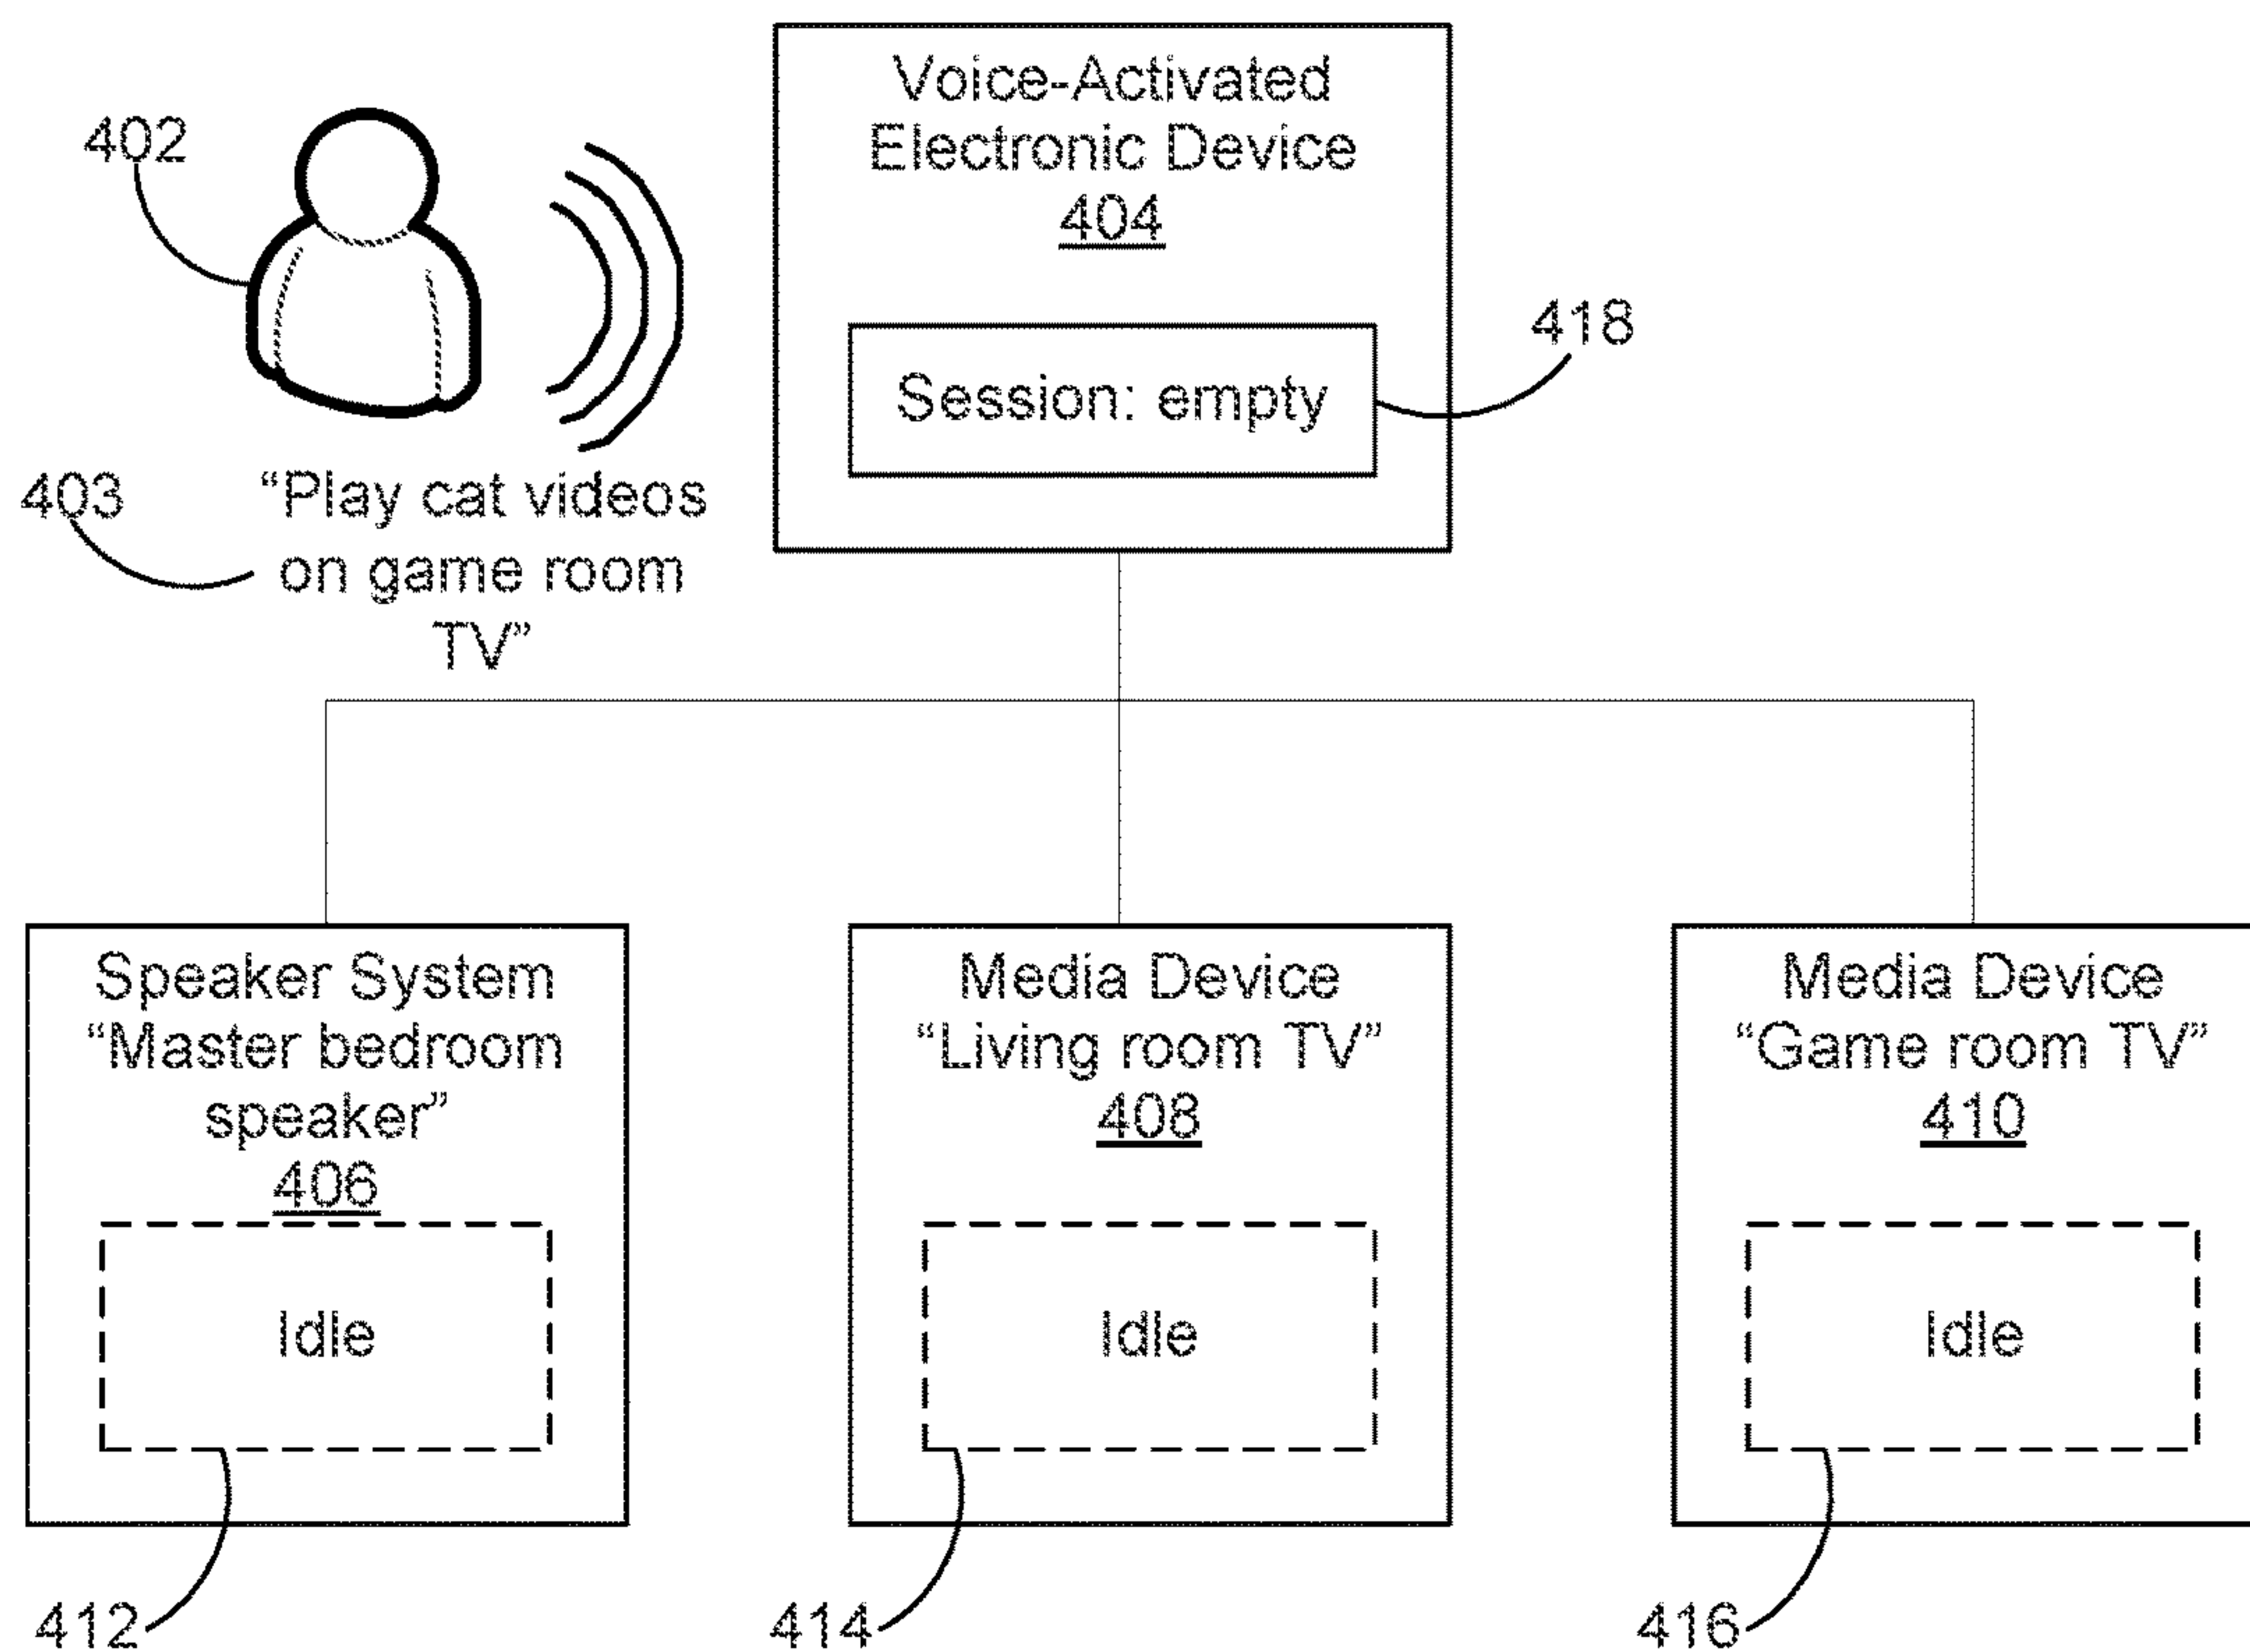 Voice-Activated
Electronic Device
404
402
418
Session: empty
403
“Play cat videos
on game room
TV”
Speaker System
“Master bedroom
speaker”
406
Idle
412
Media Device
“Living room TV”
408
Idle
414
Media Device
“Game room TV”
410
Idle
416